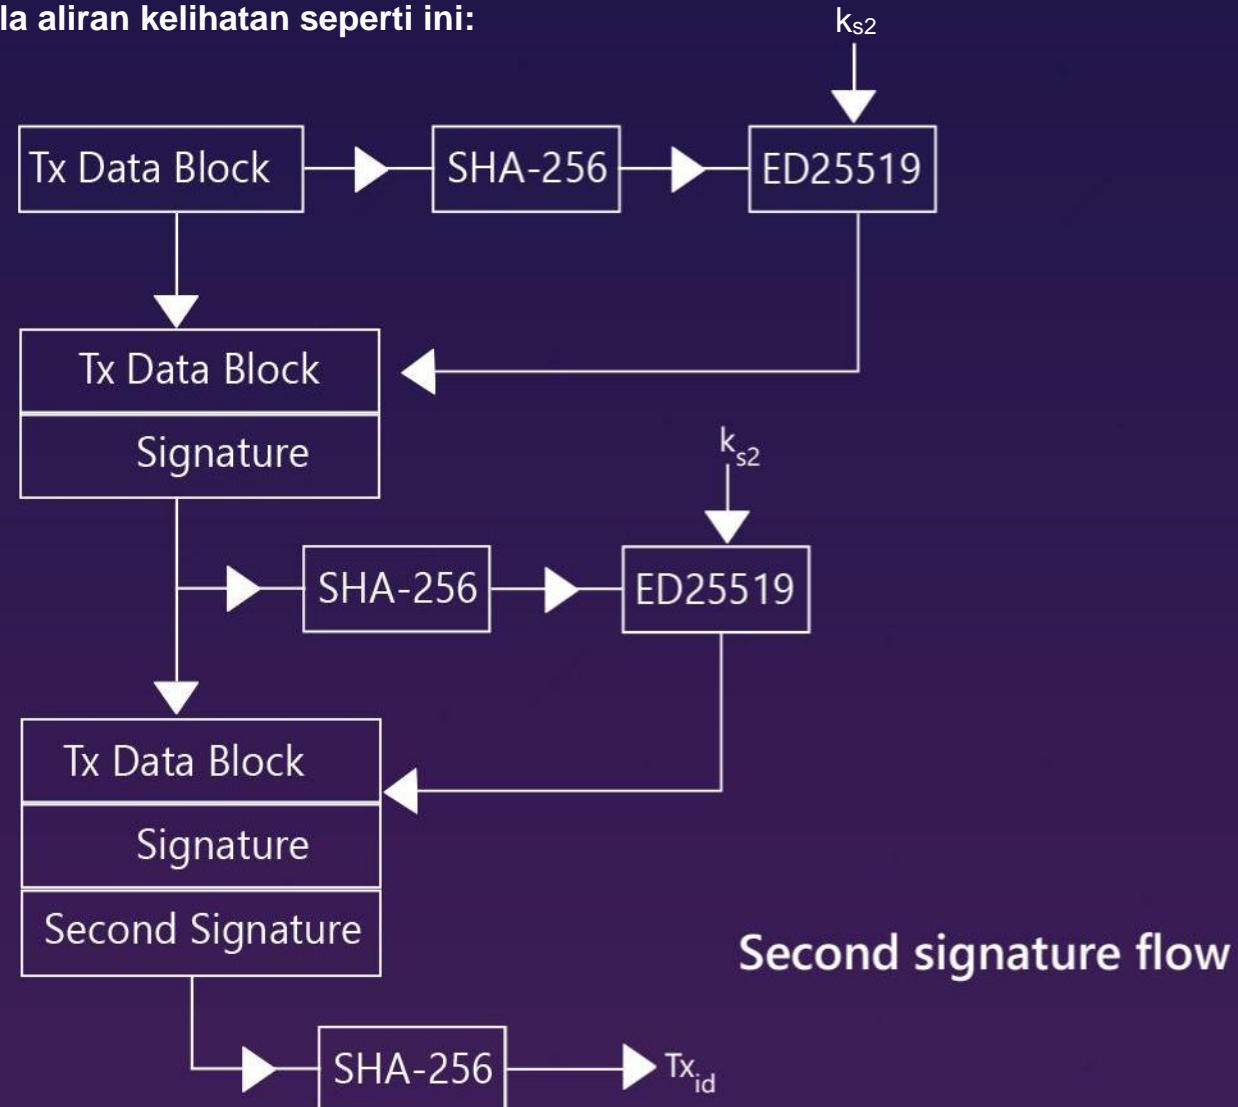 la aliran kelihatan seperti ini:
ks2
Tx Data Block
SHA-256
ED25519
Tx Data Block
Signature
ks2
SHA-256
ED25519
Tx Data Block
Signature
Second Signature
Second signature flow
SHA-256
Txid